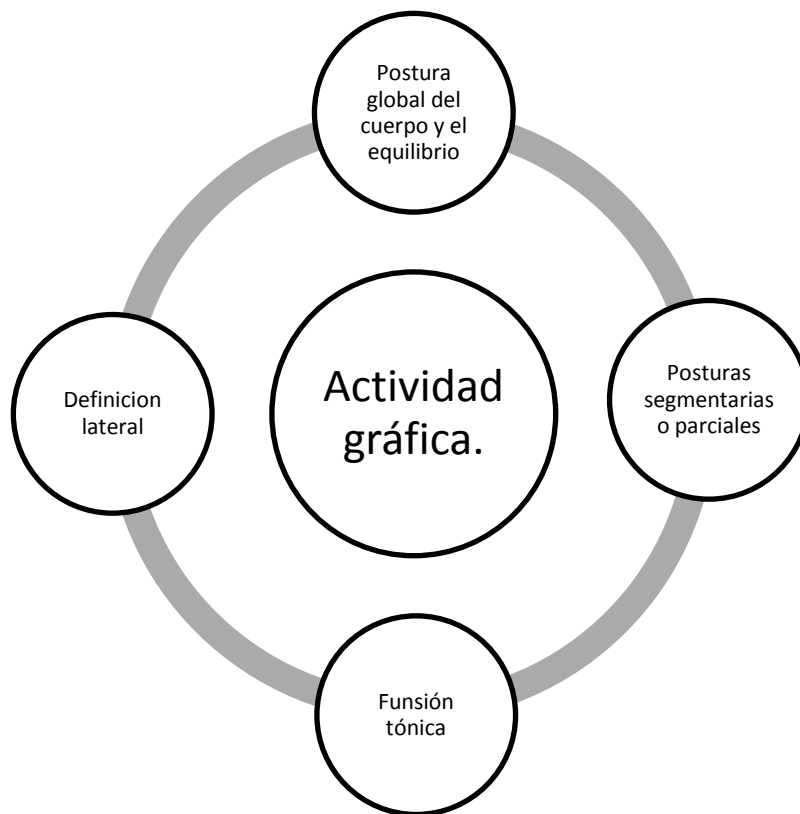 Postura
global del
cuerpo y el
equilibrio
Actividad
gráfica.
Posturas
segmentarias
o parciales
Funsión
tónica
Definicion
lateral